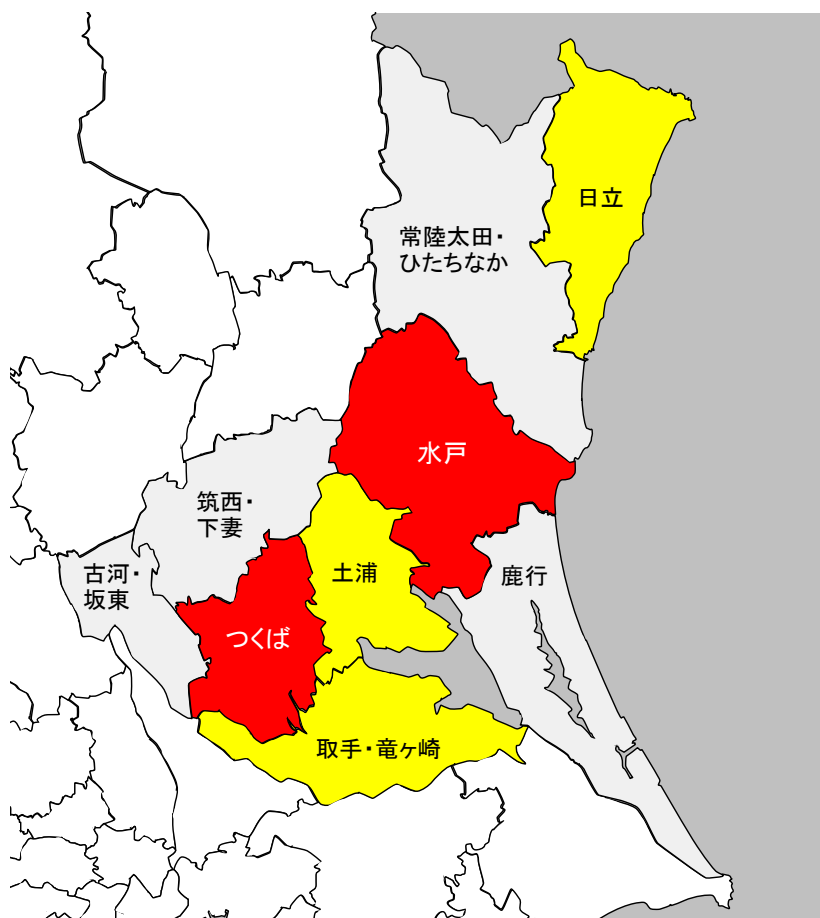 日立
常陸太田・
ひたちなか
水戸
筑西・
下妻
土浦
古河・
坂東
鹿行
つくば
取手・竜ヶ崎